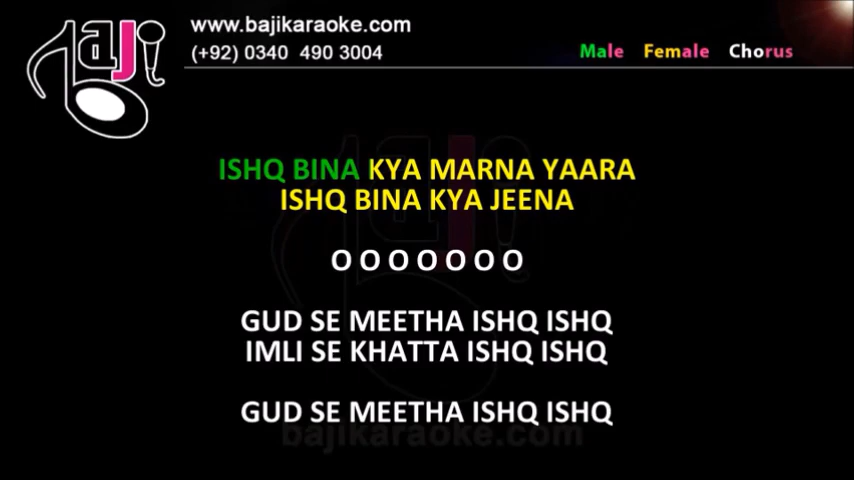 www.bajikaraoke.com
(+92) 0340 490 3004
Male Female Chorus
baji
ISHQ BINA KYA MARNA YAARA
ISHQ BINA KYA JEENA
O O O O O O O
GUD SE MEETHA ISHQ ISHQ
IMLI SE KHATTA ISHQ ISHQ
GUD SE MEETHA ISHQ ISHQ
bajikaraoke.com